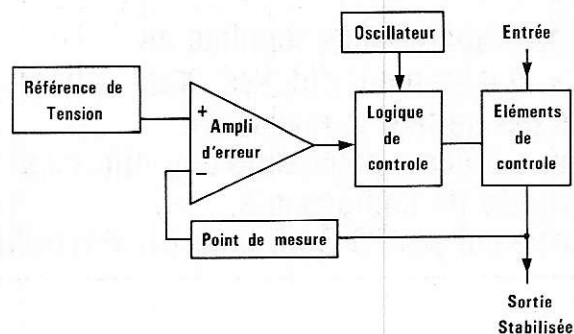 Oscillateur
Entrée
Référence de
Tension
+
Ampli
d'erreur
−
Logique
de
controle
Eléments
de
controle
Point de mesure
Sortie
Stabilisée